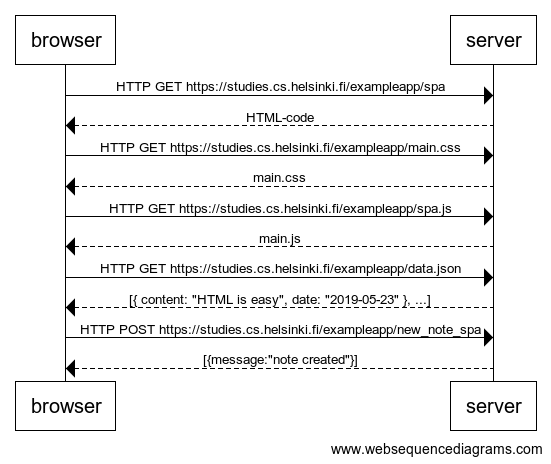 browser server
HTTP GET https://studies.cs.helsinki.fi/exampleapp/spa
HTML-code
HTTP GET https://studies.cs.helsinki.fi/exampleapp/main.css
main.css
HTTP GET https://studies.cs.helsinki.fi/exampleapp/spa.js
main.js
HTTP GET https://studies.cs.helsinki.fi/exampleapp/data.json
[{ content: "HTML is easy", date: "2019-05-23" }, ...]
HTTP POST https://studies.cs.helsinki.fi/exampleapp/new_note_spa
[{message:"note created"}]
browser server
www.websequencediagrams.com